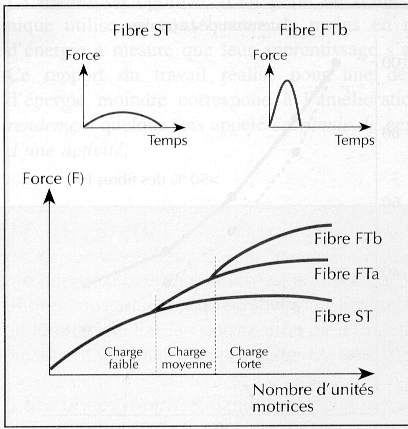 Fibre ST
Fibre FTb
Force
Temps
Force
Temps
Force (F)
Fibre FTb
Fibre FTa
Fibre ST
Charge faible
Charge moyenne
Charge forte
Nombre d'unités
motrices